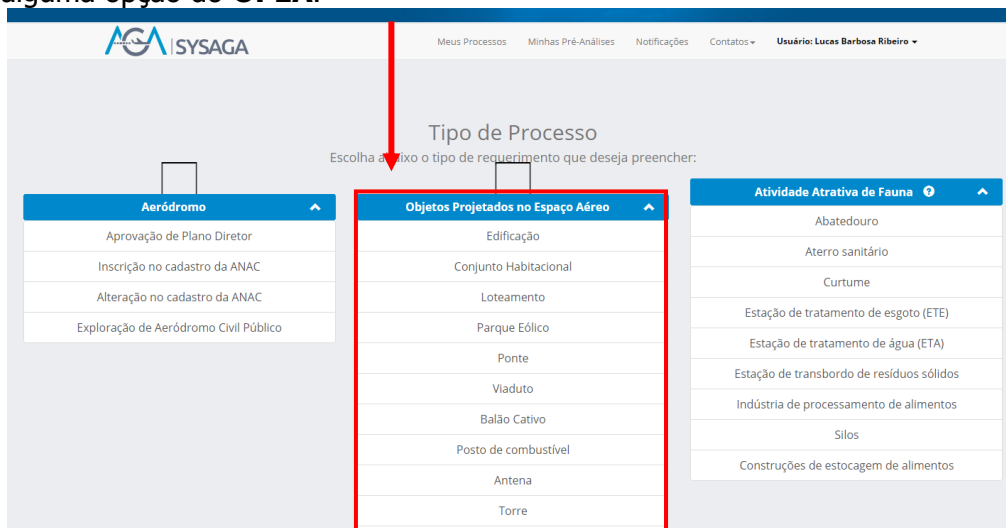 alguma opção do OPEA.
AGA SYSAGA
Meus Processos Minhas Pré-Análises Notificações Contatos Usuário: Lucas Barbosa Ribeiro
Tipo de Processo
Escolha abaixo o tipo de requerimento que deseja preencher:
Aeródromo
Aprovação de Plano Diretor
Inscrição no cadastro da ANAC
Alteração no cadastro da ANAC
Exploração de Aeródromo Civil Público
Objetos Projetados no Espaço Aéreo
Edificação
Conjunto Habitacional
Loteamento
Parque Eólico
Ponte
Viaduto
Balão Cativo
Posto de combustível
Antena
Torre
Atividade Atrativa de Fauna ?
Abatedouro
Aterro sanitário
Curtume
Estação de tratamento de esgoto (ETE)
Estação de tratamento de água (ETA)
Estação de transbordo de resíduos sólidos
Indústria de processamento de alimentos
Silos
Construções de estocagem de alimentos